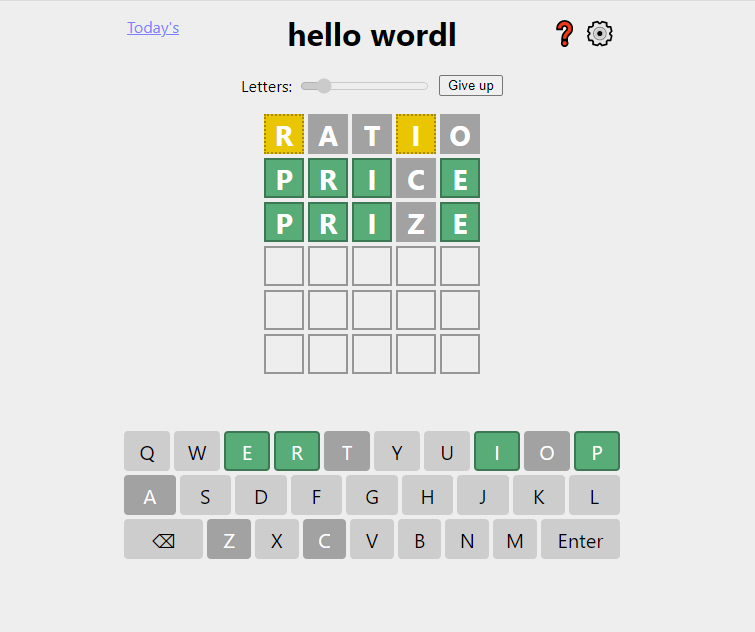 Today's
hello wordl
Letters: Give up
R A T I O
P R I C E
P R I Z E
Q W E R T Y U I O P
A S D F G H J K L
⌫ Z X C V B N M Enter